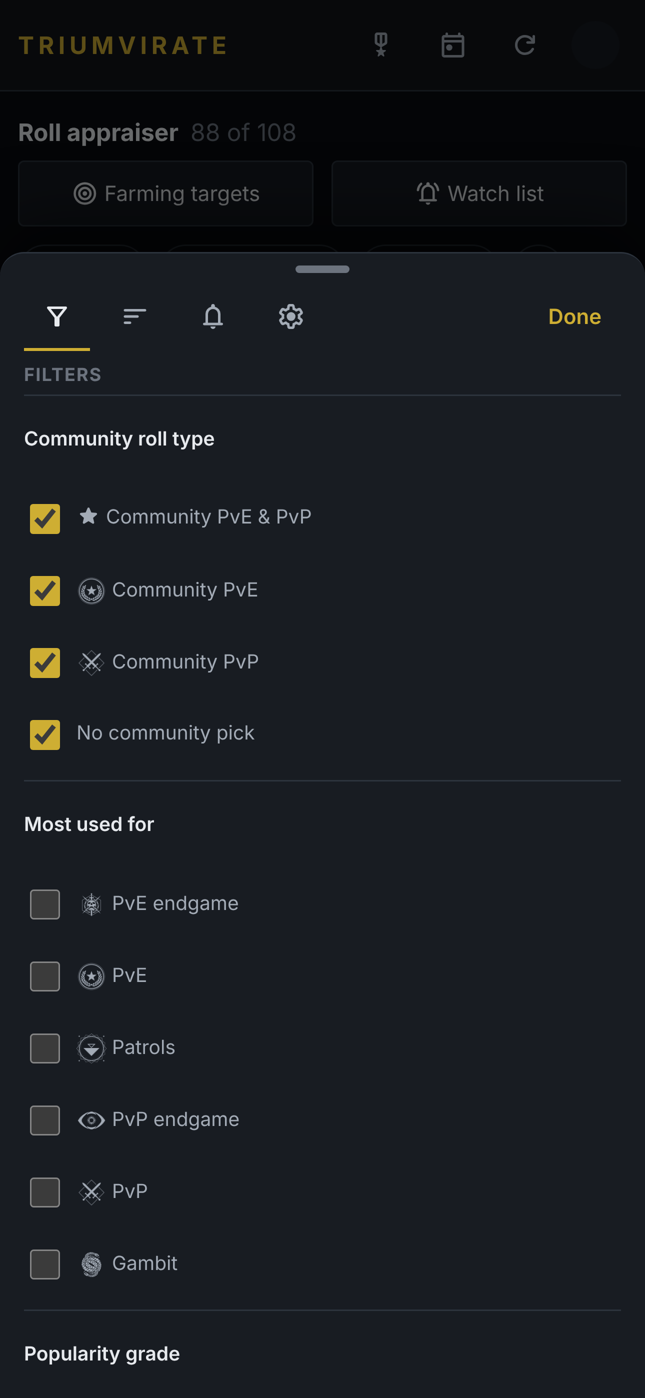 TRIUMVIRATE
Roll appraiser 88 of 108
Farming targets
Watch list
Done
FILTERS
Community roll type
Community PvE & PvP
Community PvE
Community PvP
No community pick
Most used for
PvE endgame
PvE
Patrols
PvP endgame
PvP
Gambit
Popularity grade